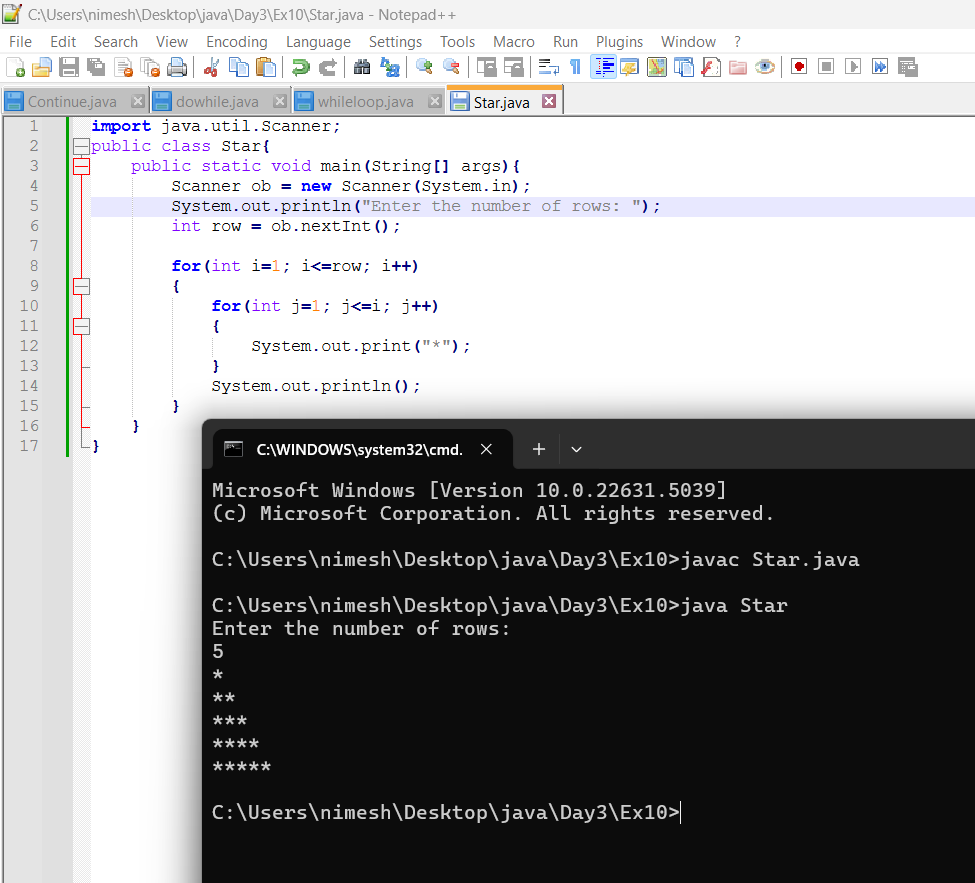 C:\Users\nimesh\Desktop\java\Day3\Ex10\Star.java - Notepad++
File Edit Search View Encoding Language Settings Tools Macro Run Plugins Window ?
Continue.java dowhile.java whileloop.java Star.java
1 import java.util.Scanner;
2 public class Star{
3     public static void main(String[] args){
4         Scanner ob = new Scanner(System.in);
5         System.out.println("Enter the number of rows: ");
6         int row = ob.nextInt();
7
8         for(int i=1; i<=row; i++)
9         {
10             for(int j=1; j<=i; j++)
11             {
12                 System.out.print("*");
13             }
14             System.out.println();
15         }
16     }
17 }
C:\WINDOWS\system32\cmd.
Microsoft Windows [Version 10.0.22631.5039]
(c) Microsoft Corporation. All rights reserved.
C:\Users\nimesh\Desktop\java\Day3\Ex10>javac Star.java
C:\Users\nimesh\Desktop\java\Day3\Ex10>java Star
Enter the number of rows:
5
*
**
***
****
*****
C:\Users\nimesh\Desktop\java\Day3\Ex10>